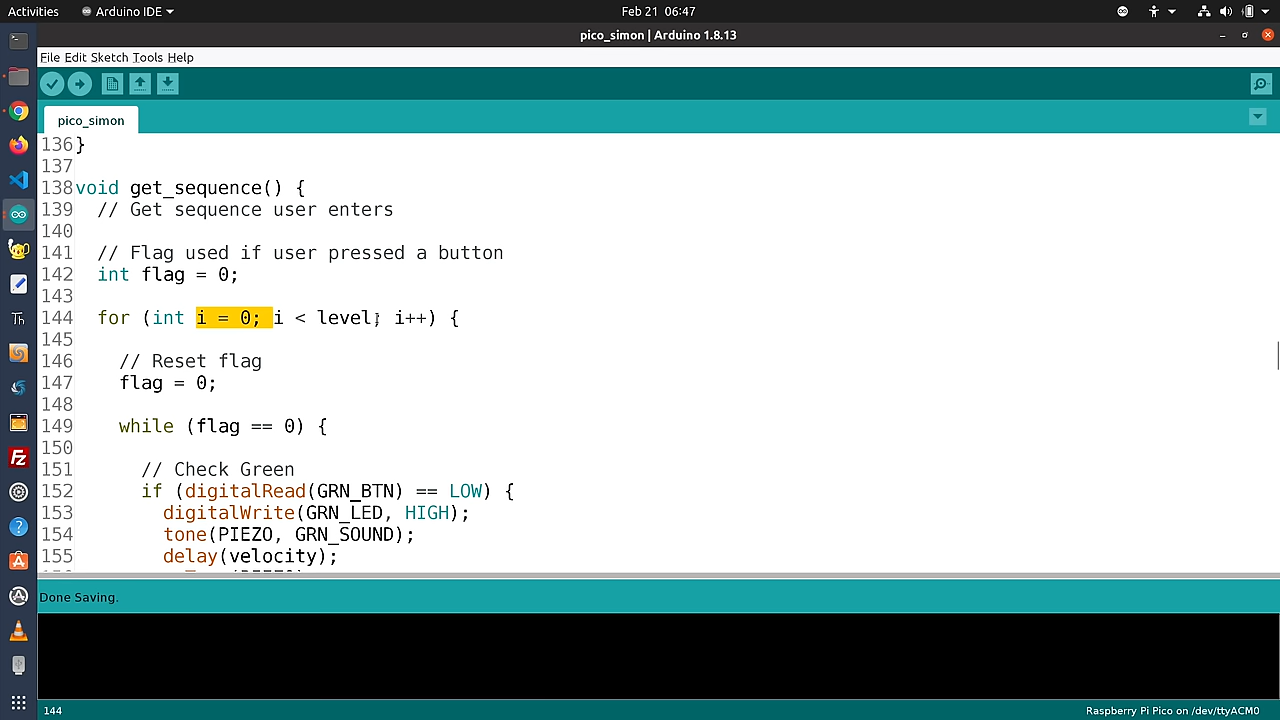 Activities Arduino IDE Feb 21 06:47
pico_simon | Arduino 1.8.13
File Edit Sketch Tools Help
pico_simon
136 }
137
138 void get_sequence() {
139 // Get sequence user enters
140
141 // Flag used if user pressed a button
142 int flag = 0;
143
144 for (int i = 0; i < level; i++) {
145
146 // Reset flag
147 flag = 0;
148
149 while (flag == 0) {
150
151 // Check Green
152 if (digitalRead(GRN_BTN) == LOW) {
153 digitalWrite(GRN_LED, HIGH);
154 tone(PIEZO, GRN_SOUND);
155 delay(velocity);
Done Saving.
144 Raspberry Pi Pico on /dev/ttyACM0